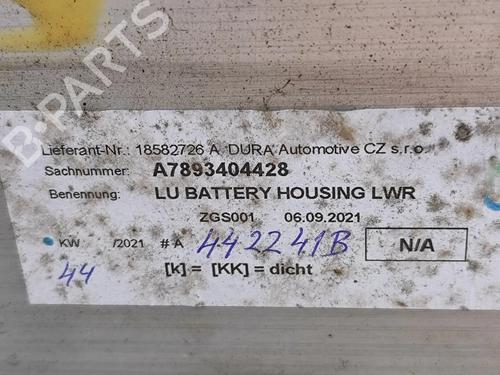 Lieferant-Nr.: 18582726 A DURA Automotive CZ s.r.o.
Sachnummer: A7893404428
Benennung: LU BATTERY HOUSING LWR
ZGS001 06.09.2021
KW /2021 # A 442241B N/A
44
[k] = [KK] = dicht
B-PARTS